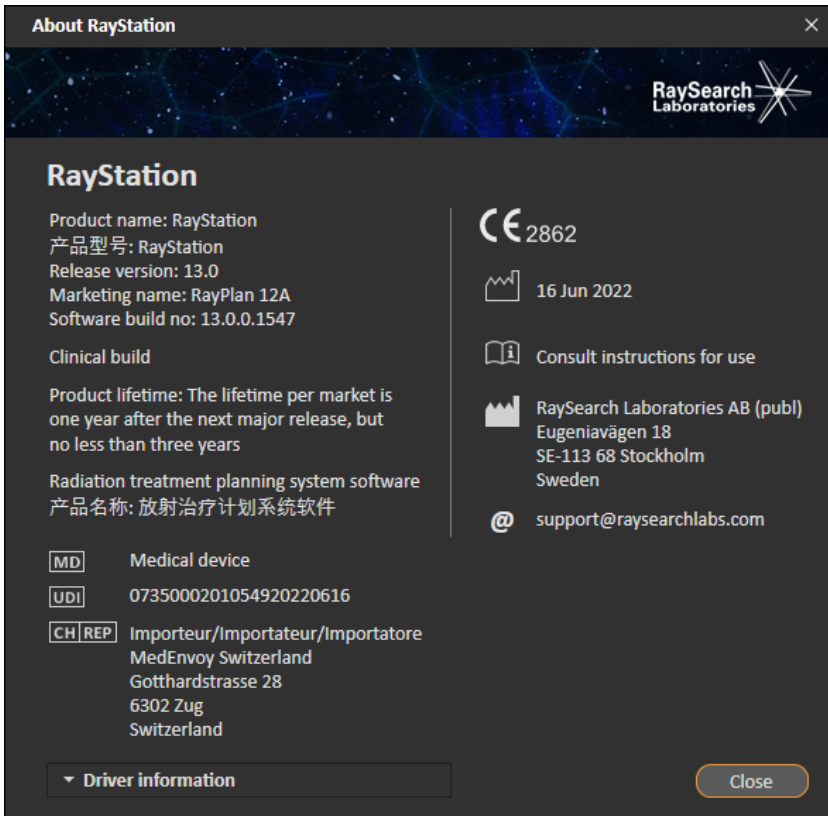 About RayStation
RaySearch
Laboratories
RayStation
Product name: RayStation
产品型号: RayStation
Release version: 13.0
Marketing name: RayPlan 12A
Software build no: 13.0.0.1547
Clinical build
Product lifetime: The lifetime per market is
one year after the next major release, but
no less than three years
Radiation treatment planning system software
产品名称: 放射治疗计划系统软件
CE 2862
16 Jun 2022
Consult instructions for use
RaySearch Laboratories AB (publ)
Eugeniavägen 18
SE-113 68 Stockholm
Sweden
@ support@raysearchlabs.com
MD Medical device
UDI 0735000201054920220616
CH REP Importeur/Importateur/Importatore
MedEnvoy Switzerland
Gotthardstrasse 28
6302 Zug
Switzerland
Driver information
Close